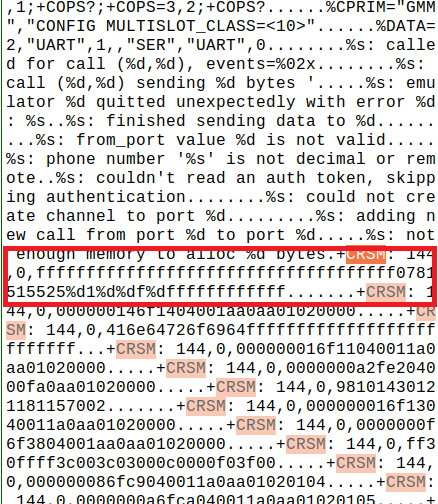 ,1;+COPS?;+COPS=3,2;+COPS?......%CPRIM="GMM
","CONFIG MULTISLOT_CLASS=<10>"......%DATA=
2,"UART",1,,"SER","UART",0........%s: calle
d for call (%d,%d), events=%02x........%s:
call (%d,%d) sending %d bytes '.....%s: emu
lator %d quitted unexpectedly with error %d
: %s..%s: finished sending data to %d......
...%s: from_port value %d is not valid.....
%s: phone number '%s' is not decimal or rem
ote..%s: couldn't read an auth token, skipp
ing authentication........%s: could not cre
ate channel to port %d.........%s: adding n
ew call from port %d to port %d.....%s: not
enough memory to alloc %d bytes.+CRSM: 144
,0,ffffffffffffffffffffffffffffffffffff0781
515525%d1%d%df%dfffffffffffff......+CRSM: 1
44,0,000000146f1404001aa0aa01020000.....+CR
SM: 144,0,416e64726f6964ffffffffffffffffffff
fffffff...+CRSM: 144,0,000000016f11040011a0
aa01020000.....+CRSM: 144,0,0000000a2fe2040
00fa0aa01020000.....+CRSM: 144,0,9810143012
1181157002.......+CRSM: 144,0,000000016f130
40011a0aa01020000.....+CRSM: 144,0,0000000f
6f3804001aa0aa01020000....+CRSM: 144,0,ff3
0ffff3c003c03000c0000f03f00.....+CRSM: 144,
0,000000086fc9040011a0aa01020104.....+CRSM:
144,0,0000000a6fca040011a0aa01020105....+CR